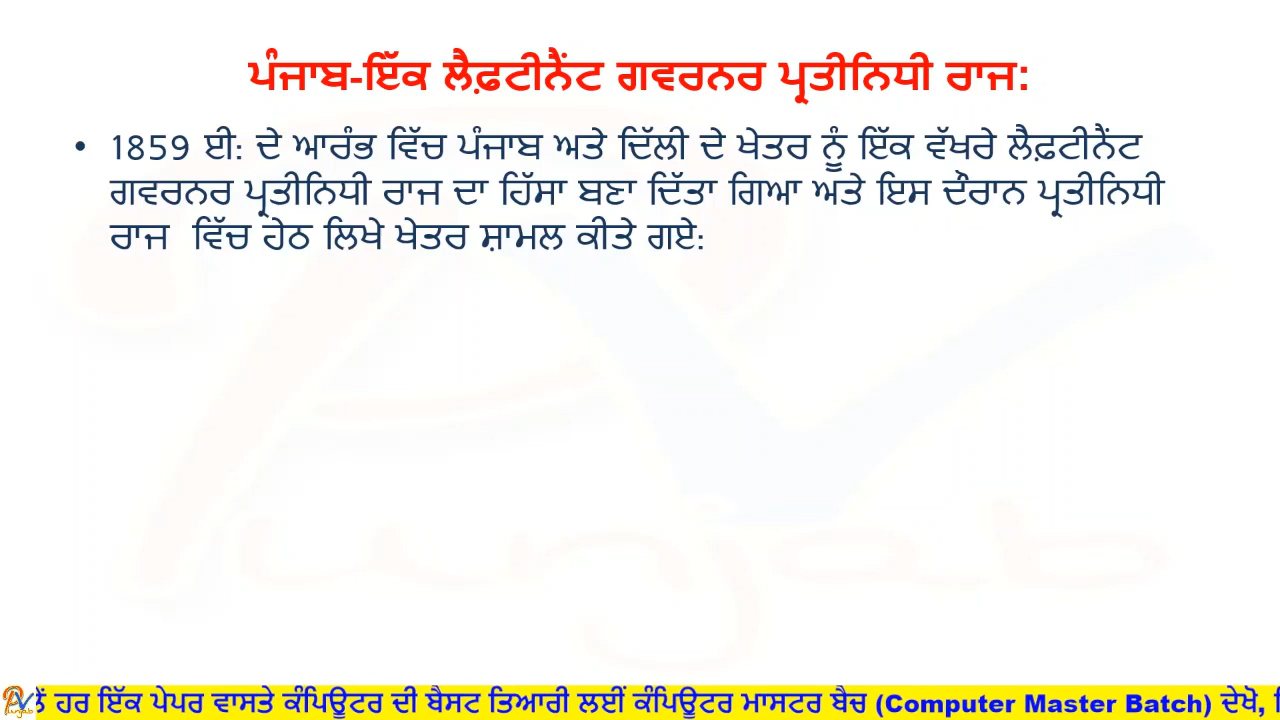 ਪੰਜਾਬ-ਇੱਕ ਲੈਫ਼ਟੀਨੈਂਟ ਗਵਰਨਰ ਪ੍ਰਤੀਨਿਧੀ ਰਾਜ:
• 1859 ਈ: ਦੇ ਆਰੰਭ ਵਿੱਚ ਪੰਜਾਬ ਅਤੇ ਦਿੱਲੀ ਦੇ ਖੇਤਰ ਨੂੰ ਇੱਕ ਵੱਖਰੇ ਲੈਫ਼ਟੀਨੈਂਟ
ਗਵਰਨਰ ਪ੍ਰਤੀਨਿਧੀ ਰਾਜ ਦਾ ਹਿੱਸਾ ਬਣਾ ਦਿੱਤਾ ਗਿਆ ਅਤੇ ਇਸ ਦੌਰਾਨ ਪ੍ਰਤੀਨਿਧੀ
ਰਾਜ ਵਿੱਚ ਹੇਠ ਲਿਖੇ ਖੇਤਰ ਸ਼ਾਮਲ ਕੀਤੇ ਗਏ:
Punjab
ਹਰ ਇੱਕ ਪੇਪਰ ਵਾਸਤੇ ਕੰਪਿਊਟਰ ਦੀ ਬੈਸਟ ਤਿਆਰੀ ਲਈਂ ਕੰਪਿਊਟਰ ਮਾਸਟਰ ਬੈਚ (Computer Master Batch) ਦੇਖੋ,